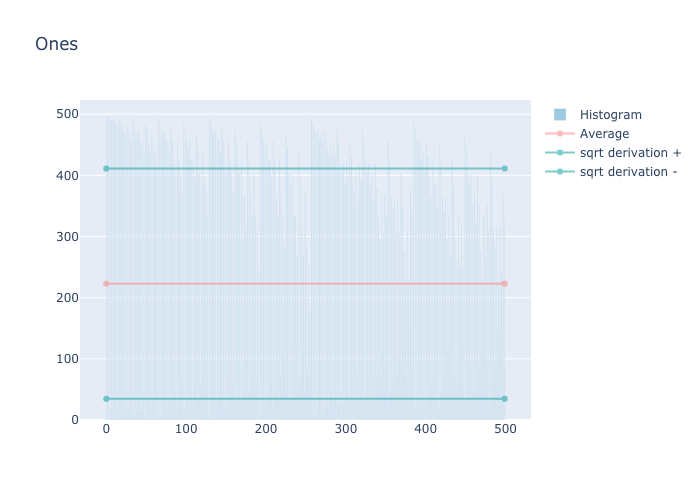 Ones
500
400
300
200
100
0
0 100 200 300 400 500
Histogram
Average
sqrt derivation +
sqrt derivation -